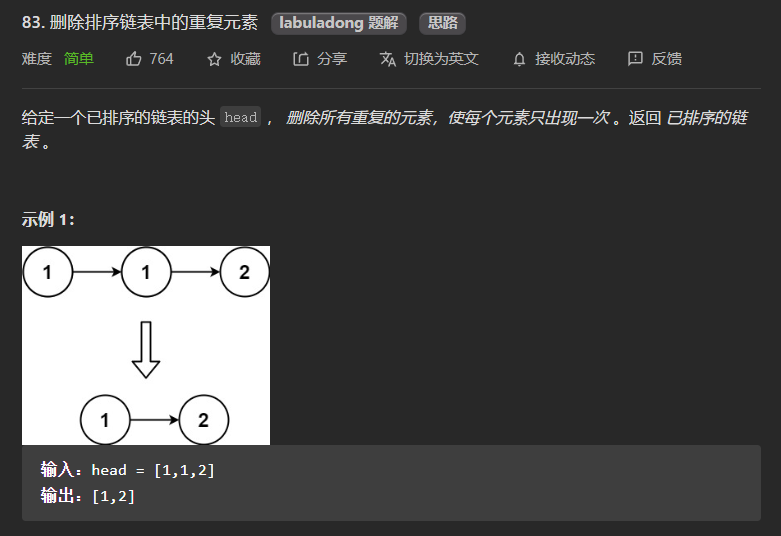 83. 删除排序链表中的重复元素 labuladong 题解 思路
难度 简单 764 收藏 分享 切换为英文 接收动态 反馈
给定一个已排序的链表的头 head ， 删除所有重复的元素，使每个元素只出现一次 。返回 已排序的链
表 。
示例 1：
1 1 2
1 2
输入：head = [1,1,2]
输出：[1,2]